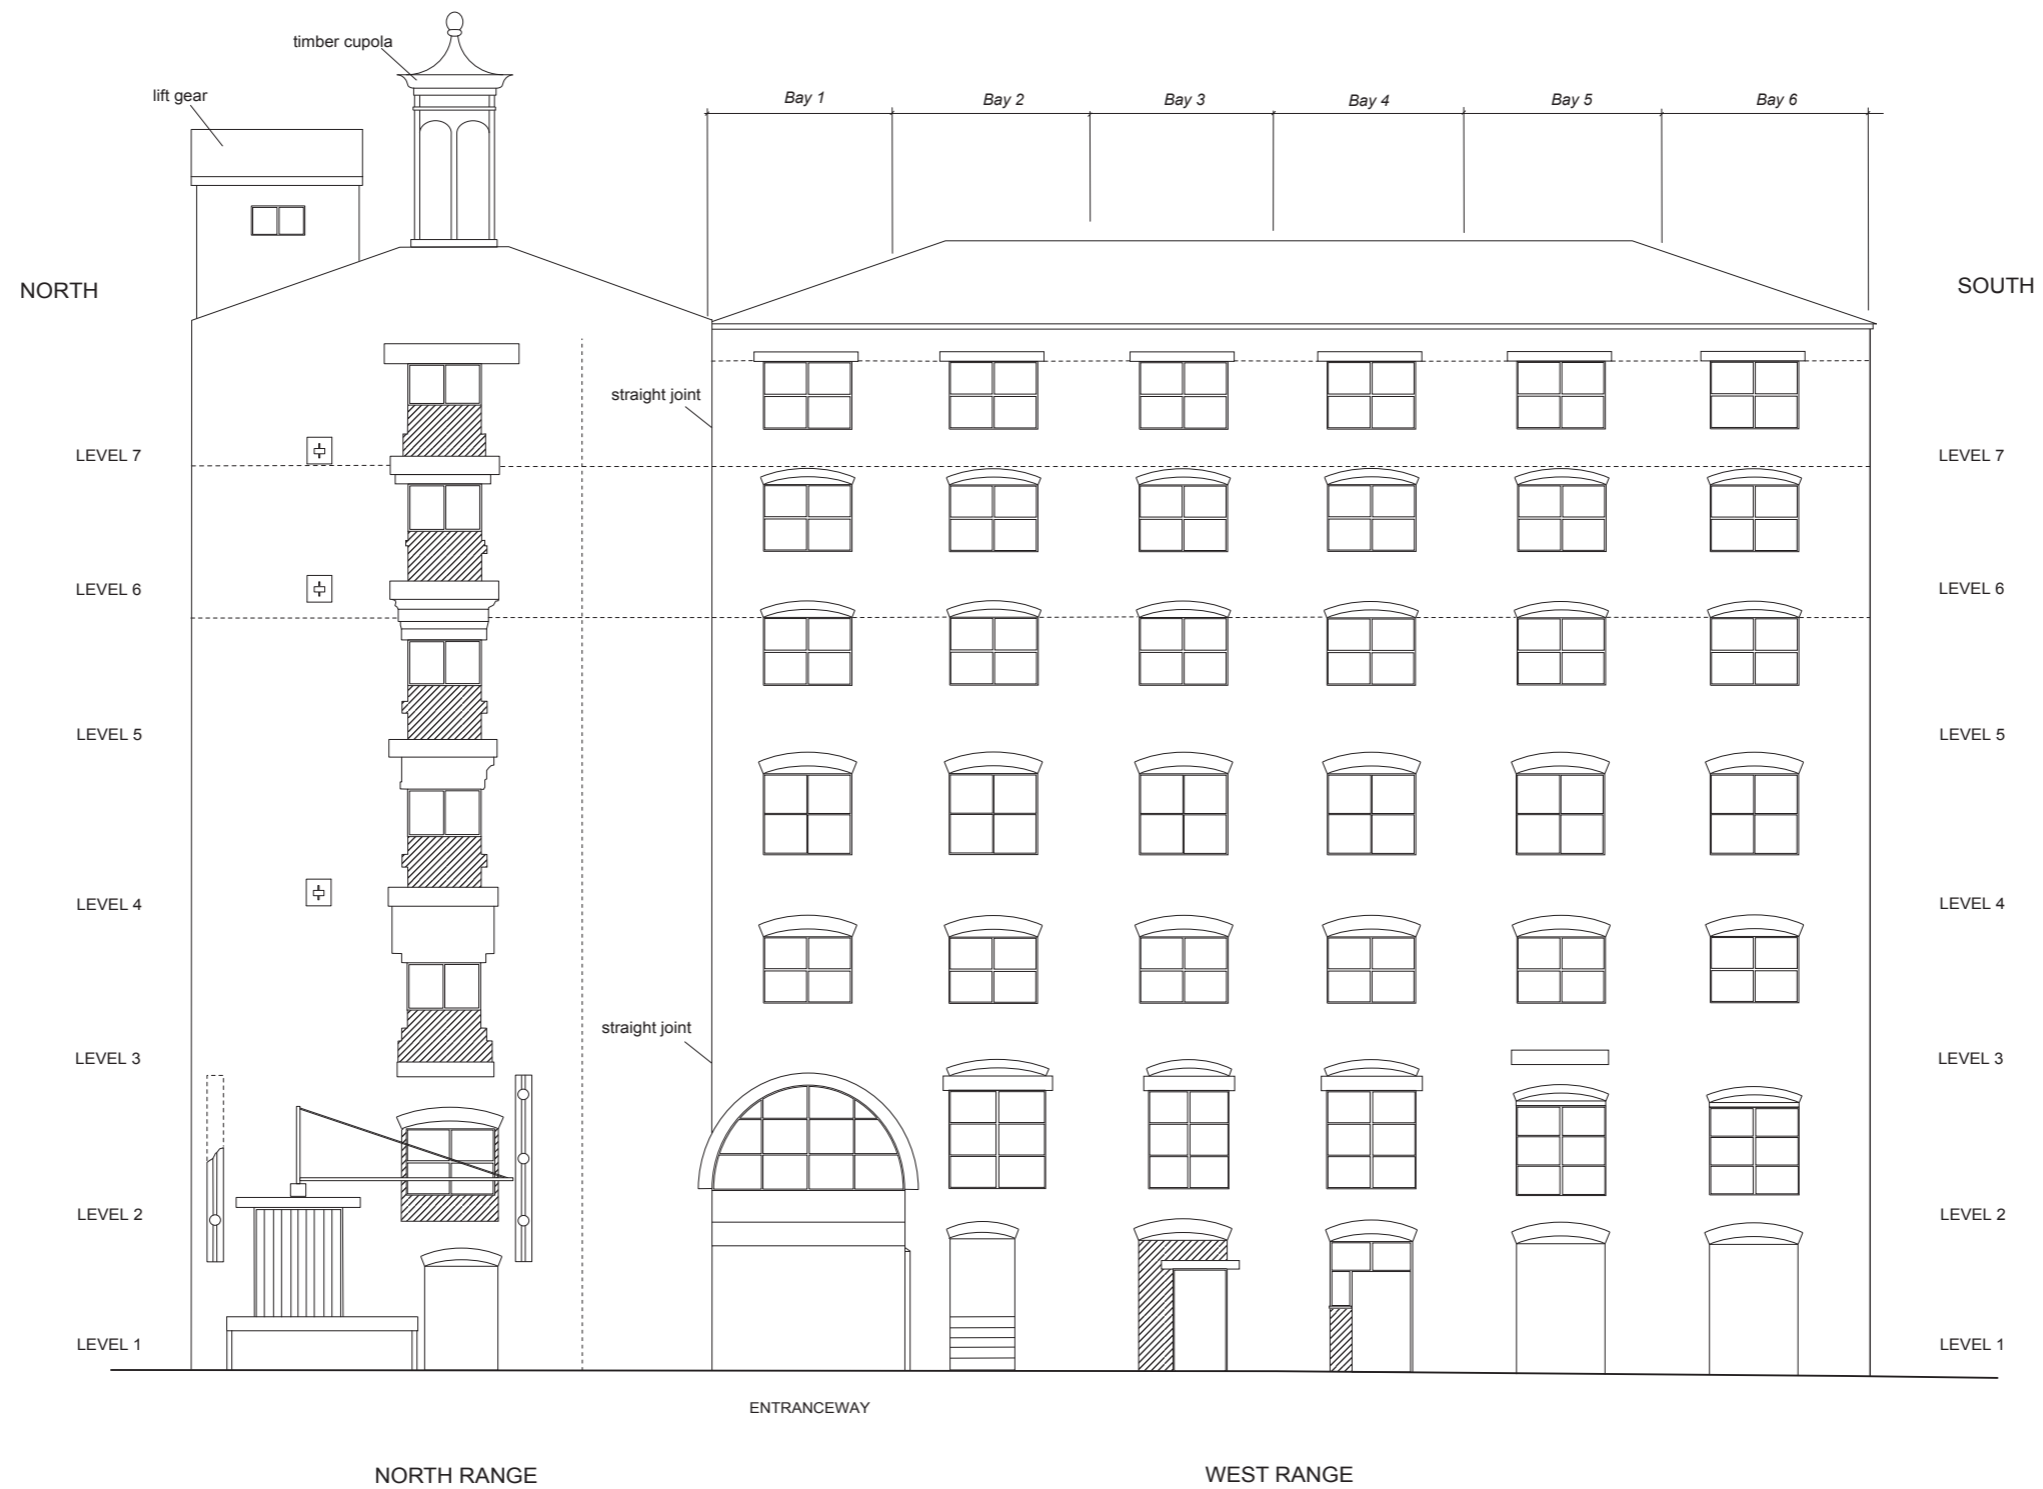 timber cupola
lift gear
Bay 1
Bay 2
Bay 3
Bay 4
Bay 5
Bay 6
NORTH
SOUTH
straight joint
LEVEL 7
LEVEL 7
LEVEL 6
LEVEL 6
LEVEL 5
LEVEL 5
LEVEL 4
LEVEL 4
straight joint
LEVEL 3
LEVEL 3
LEVEL 2
LEVEL 2
LEVEL 1
LEVEL 1
ENTRANCEWAY
NORTH RANGE
WEST RANGE